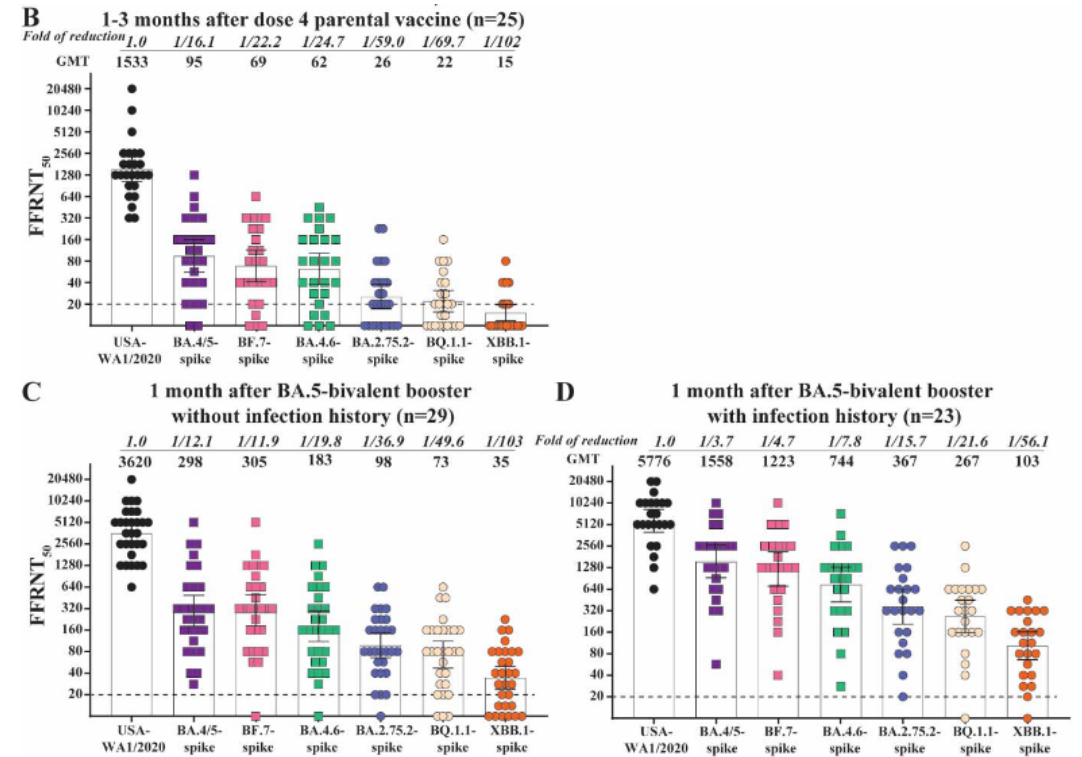 B 1-3 months after dose 4 parental vaccine (n=25)
Fold of reduction 1.0 1/16.1 1/22.2 1/24.7 1/59.0 1/69.7 1/102
GMT 1533 95 69 62 26 22 15
20480
10240
5120
2560
1280
640
320
160
80
40
20
FFRNT50
USA-WA1/2020 BA.4/5-spike BF.7-spike BA.4.6-spike BA.2.75.2-spike BQ.1.1-spike XBB.1-spike
C 1 month after BA.5-bivalent booster
without infection history (n=29)
1.0 1/12.1 1/11.9 1/19.8 1/36.9 1/49.6 1/103
3620 298 305 183 98 73 35
20480
10240
5120
2560
1280
640
320
160
80
40
20
FFRNT50
USA-WA1/2020 BA.4/5-spike BF.7-spike BA.4.6-spike BA.2.75.2-spike BQ.1.1-spike XBB.1-spike
D 1 month after BA.5-bivalent booster
with infection history (n=23)
Fold of reduction 1.0 1/3.7 1/4.7 1/7.8 1/15.7 1/21.6 1/56.1
GMT 5776 1558 1223 744 367 267 103
20480
10240
5120
2560
1280
640
320
160
80
40
20
USA-WA1/2020 BA.4/5-spike BF.7-spike BA.4.6-spike BA.2.75.2-spike BQ.1.1-spike XBB.1-spike